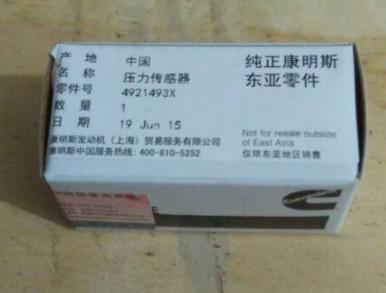 产 地 中国
名 称 压力传感器
零件号 4921493X
数 量 1
日 期 19 Jun 15
康明斯发动机（上海）贸易服务有限公司
康明斯中国服务热线: 400-810-5252
纯正康明斯
东亚零件
Not for resale outside
of East Asia
仅限东亚地区销售